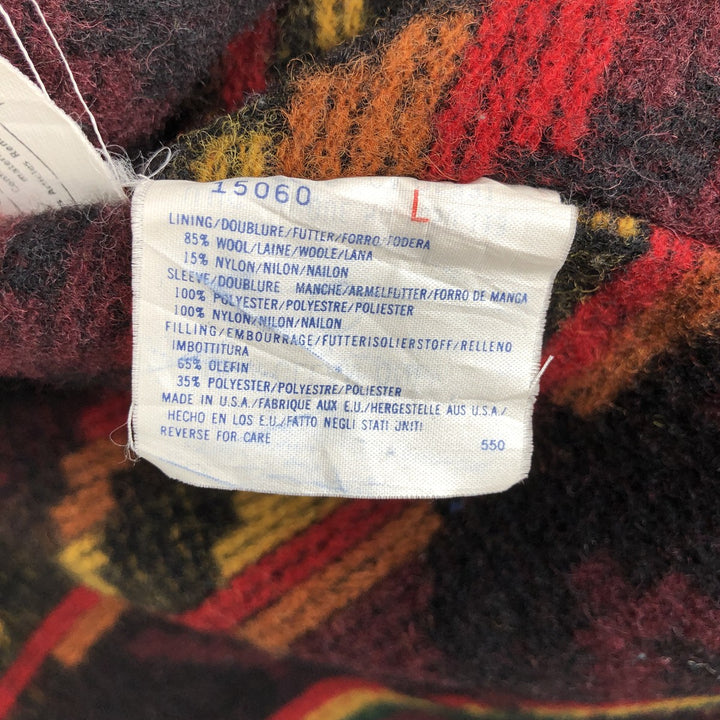 15060 L
LINING/DOUBLURE/FUTTER/FORRO FODERA
85% WOOL/LAINE/WOOLE/LANA
15% NYLON/NILON/NAILON
SLEEVE/DOUBLURE MANCHE/ARMELFLITTER/FORRO DE MANGA
100% POLYESTER/POLYESTRE/POLIESTER
100% NYLON/NILON/NAILON
FILLING/EMBOURRAGE/FUTTERISOLIERSTOFF/RELLENO
IMBOTTITURA
65% OLEFIN
35% POLYESTER/POLYESTRE/POLIESTER
MADE IN U.S.A./FABRIQUE AUX E.U./HERGESTELLE AUS U.S.A./
HECHO EN LOS E.U./FATTO NEGLI STATI UNITI
REVERSE FOR CARE 550